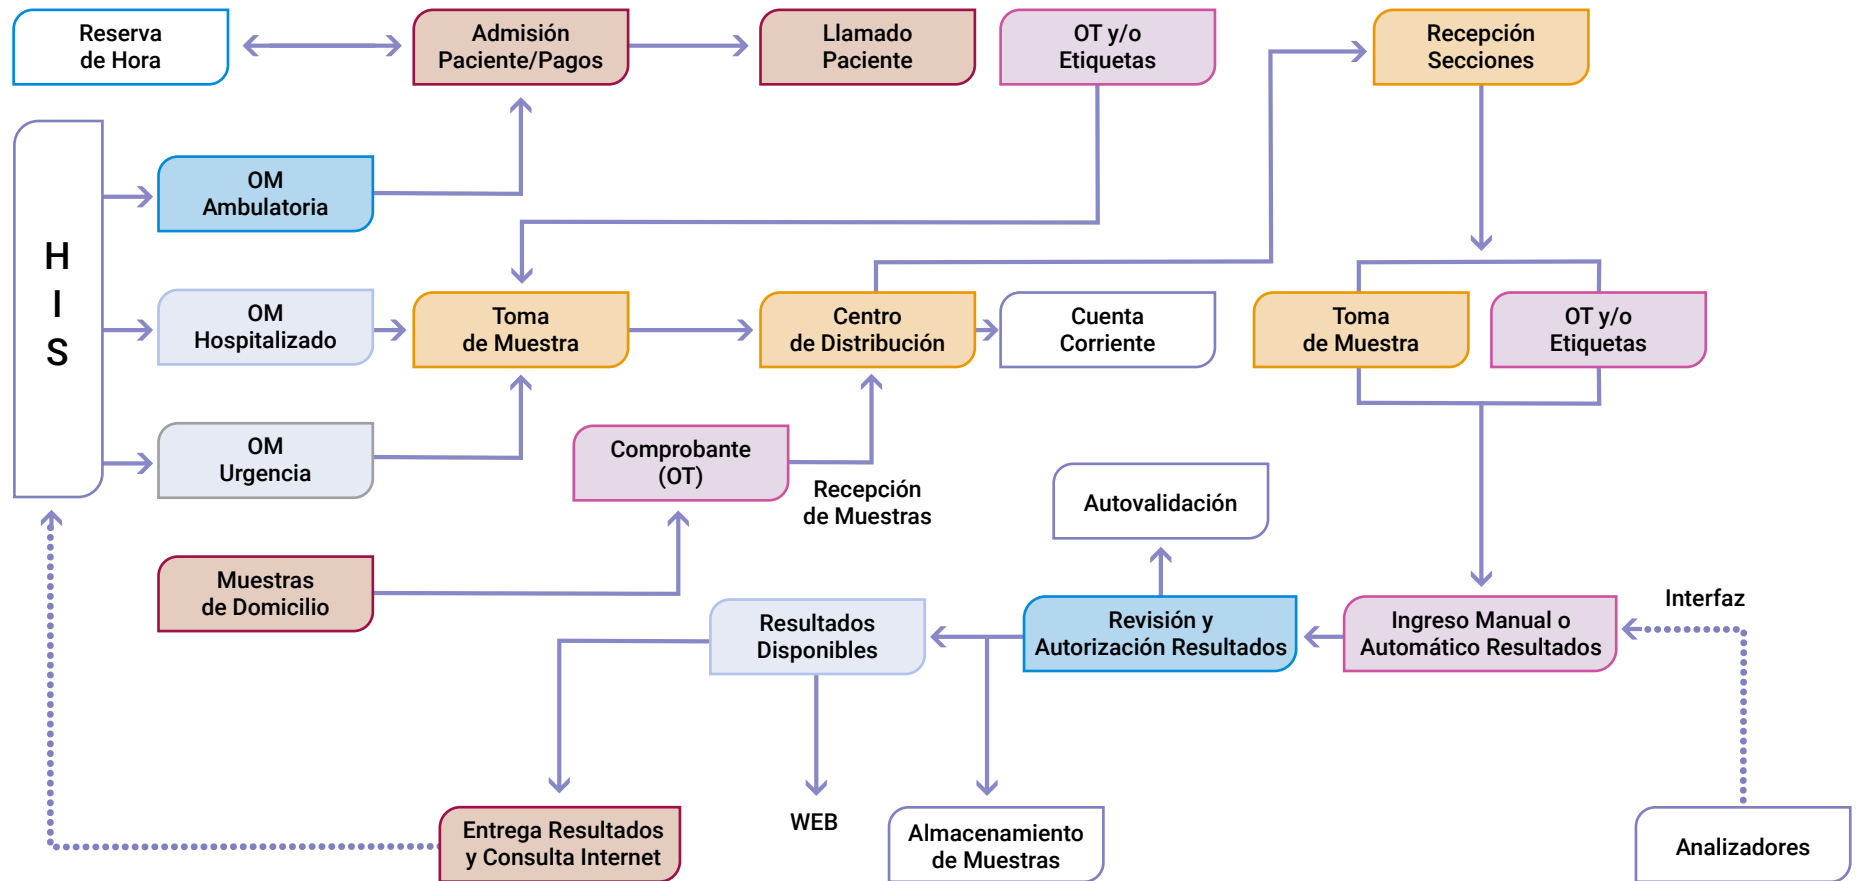 Reserva
de Hora
Admisión
Paciente/Pagos
Llamado
Paciente
OT y/o
Etiquetas
Recepción
Secciones
H
I
S
OM
Ambulatoria
OM
Hospitalizado
Toma
de Muestra
Centro
de Distribución
Cuenta
Corriente
Toma
de Muestra
OT y/o
Etiquetas
OM
Urgencia
Comprobante
(OT)
Recepción
de Muestras
Autovalidación
Muestras
de Domicilio
Resultados
Disponibles
Revisión y
Autorización Resultados
Ingreso Manual o
Automático Resultados
Interfaz
Entrega Resultados
y Consulta Internet
WEB
Almacenamiento
de Muestras
Analizadores